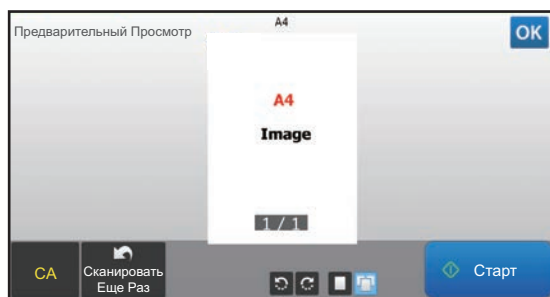 A4
Предварительный Просмотр
OK
A4
Image
1 / 1
CA
Сканировать
Еще Раз
Старт